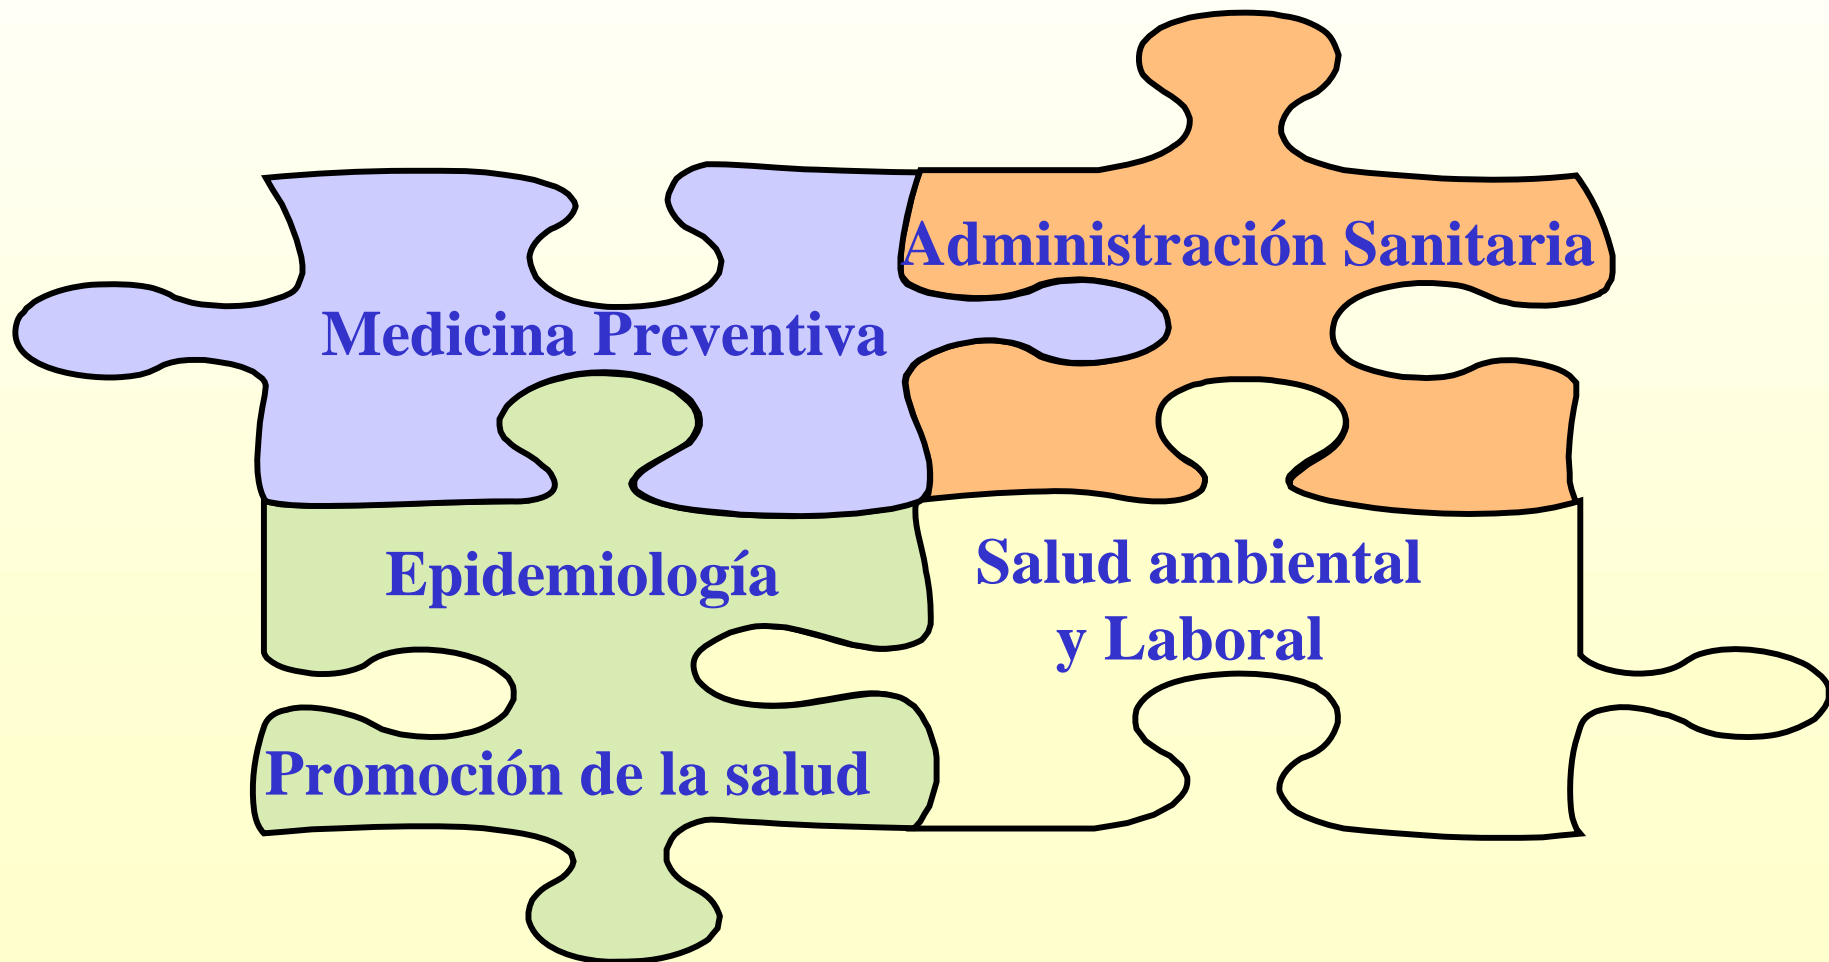 Administración Sanitaria
Medicina Preventiva
Epidemiología
Salud ambiental
y Laboral
Promoción de la salud